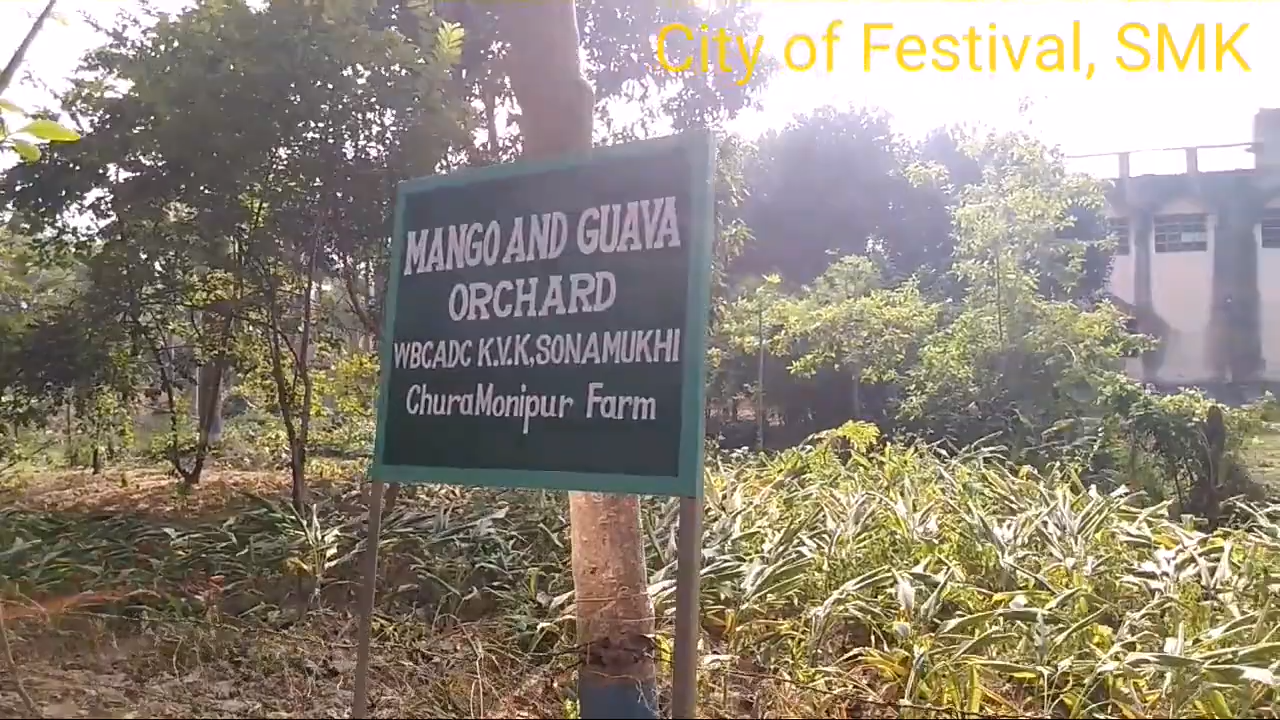 City of Festival, SMK
MANGO AND GUAVA
ORCHARD
WBCADC K.V.K,SONAMUKHI
ChuraMonipur Farm